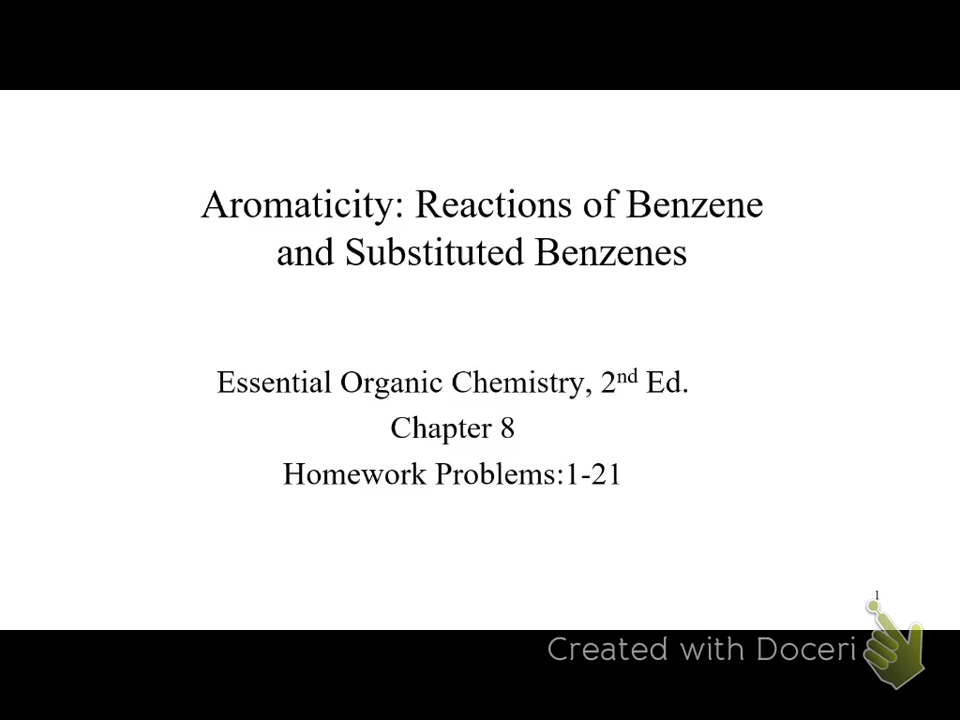 Aromaticity: Reactions of Benzene
and Substituted Benzenes
Essential Organic Chemistry, 2nd Ed.
Chapter 8
Homework Problems:1-21
1
Created with Doceri